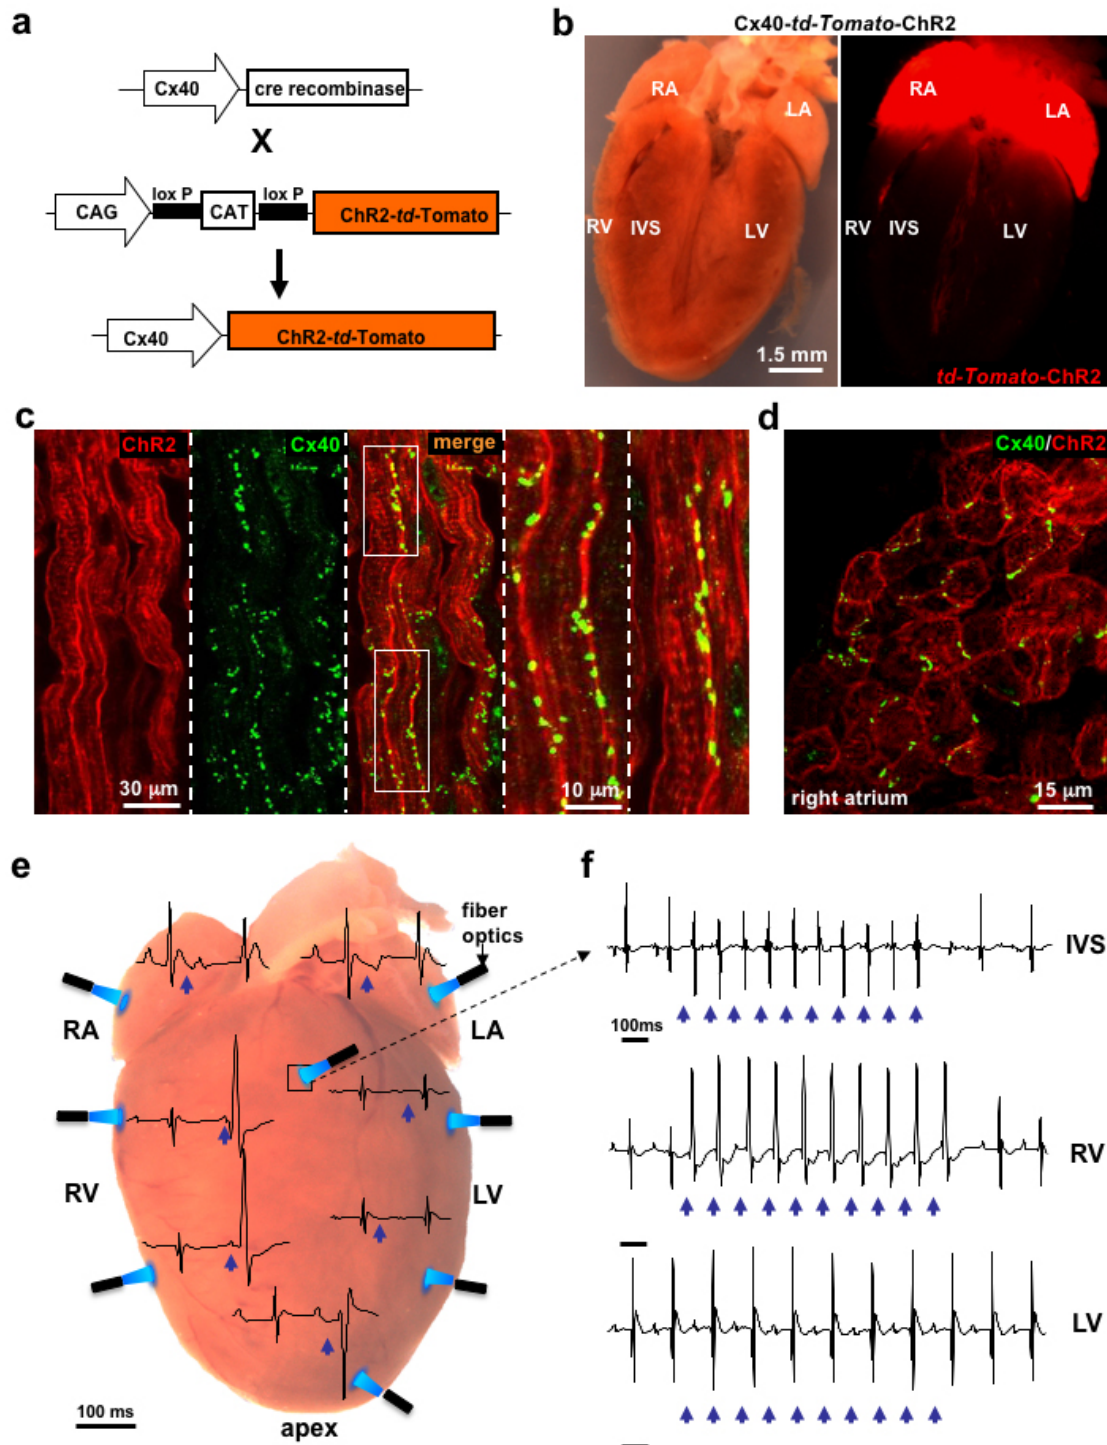 a
Cx40
cre recombinase
X
lox P
lox P
CAG
CAT
ChR2-td-Tomato
Cx40
ChR2-td-Tomato
b
Cx40-td-Tomato-ChR2
RA
LA
RV
IVS
LV
1.5 mm
RA
LA
RV
IVS
LV
td-Tomato-ChR2
c
ChR2
Cx40
merge
30 μm
10 μm
d
Cx40/ChR2
right atrium
15 μm
e
fiber
optics
RA
LA
RV
LV
100 ms
apex
f
IVS
100ms
RV
LV